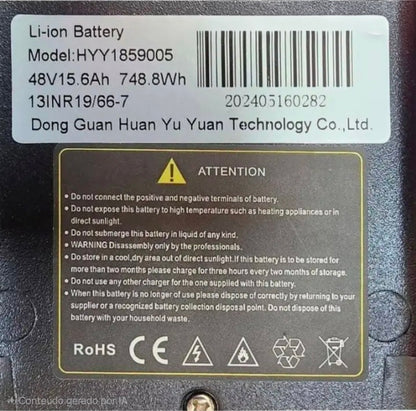 Li-ion Battery
Model:HYY1859005
48V15.6Ah 748.8Wh
13INR19/66-7
202405160282
Dong Guan Huan Yu Yuan Technology Co.,Ltd.
ATTENTION
• Do not connect the positive and negative terminals of battery.
• Do not expose this battery to high temperature such as heating appliances or in
direct sunlight.
• Do not submerge this battery in liquid of any kind.
• WARNING Disassembly only by the professionals.
• Do store in a cool,dry area out of direct sunlight.If this battery is to be stored for
more than two months please charge for three hours every two months of storage.
• Do not use any other charger for the one supplied with this battery.
• When this battery is no longer of use please dispose of correctly by returning to your
supplier or a recognized battery collection disposal point. Do not dispose of this
battery with your household waste.
RoHS CE
Conteúdo gerado por IA